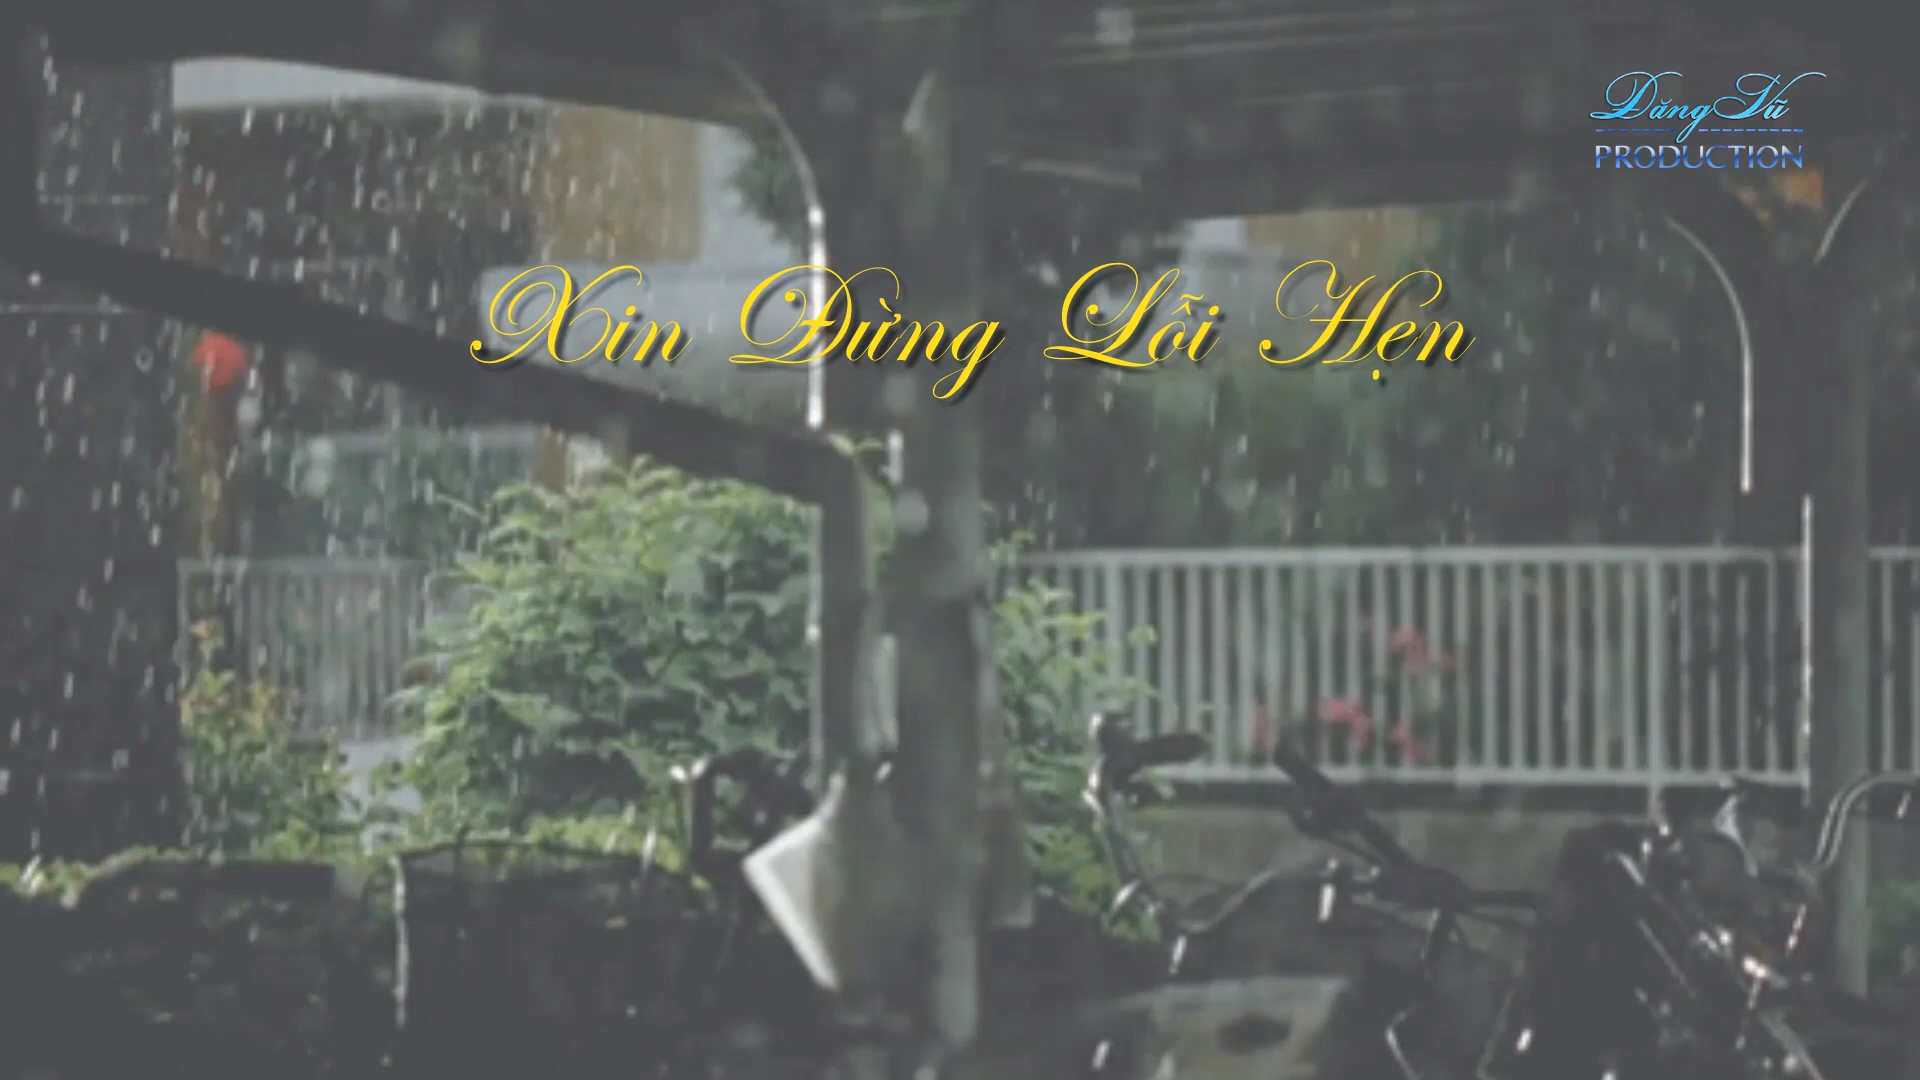 Đăng Vũ
PRODUCTION
Xin Đừng Lỗi Hẹn